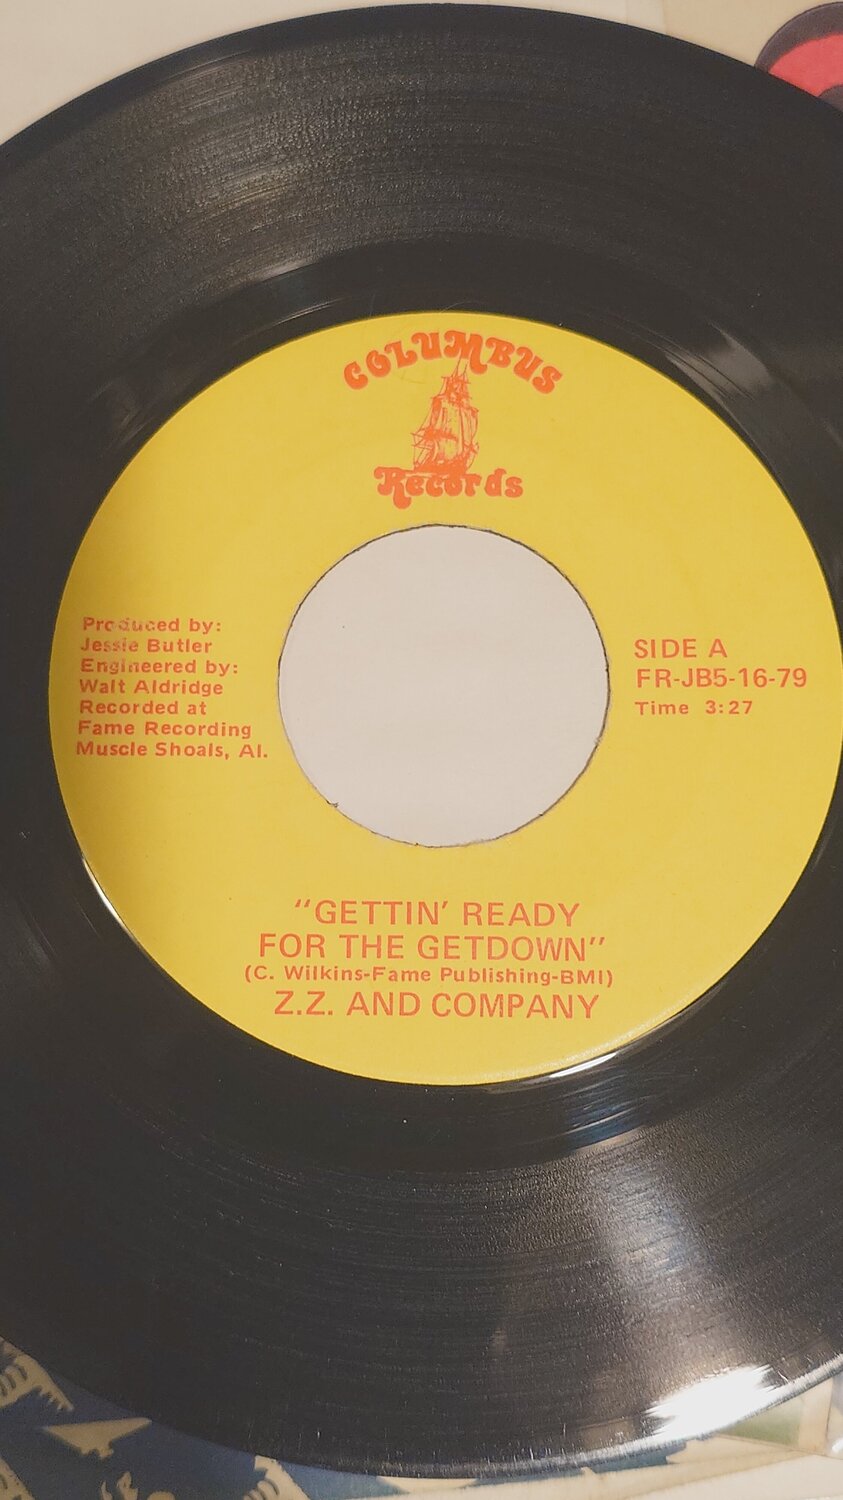 COLUMBUS
Records
Produced by:
Jessie Butler
Engineered by:
Walt Aldridge
Recorded at
Fame Recording
Muscle Shoals, Al.
SIDE A
FR-JB5-16-79
Time 3:27
"GETTIN' READY
FOR THE GETDOWN"
(C. Wilkins-Fame Publishing-BMI)
Z.Z. AND COMPANY